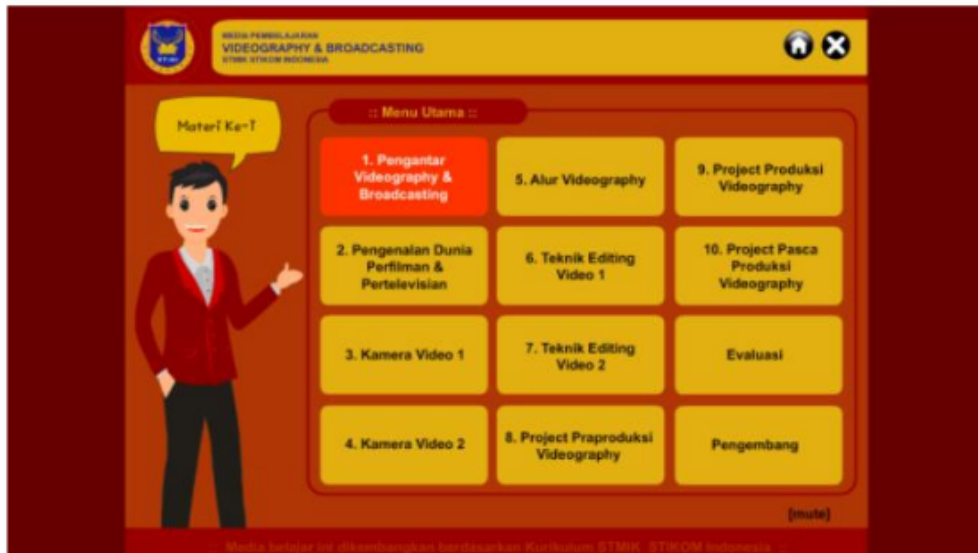 MEDIA PEMBELAJARAN
VIDEOGRAPHY & BROADCASTING
STMIK STIKOM INDONESIA
Materi Ke-1
:: Menu Utama ::
1. Pengantar
Videography &
Broadcasting
2. Pengenalan Dunia
Perfilman &
Pertelevisian
3. Kamera Video 1
4. Kamera Video 2
5. Alur Videography
6. Teknik Editing
Video 1
7. Teknik Editing
Video 2
8. Project Praproduksi
Videography
9. Project Produksi
Videography
10. Project Pasca
Produksi
Videography
Evaluasi
Pengembang
[mute]
Media belajar ini dikembangkan berdasarkan Kurikulum STMIK STIKOM Indonesia